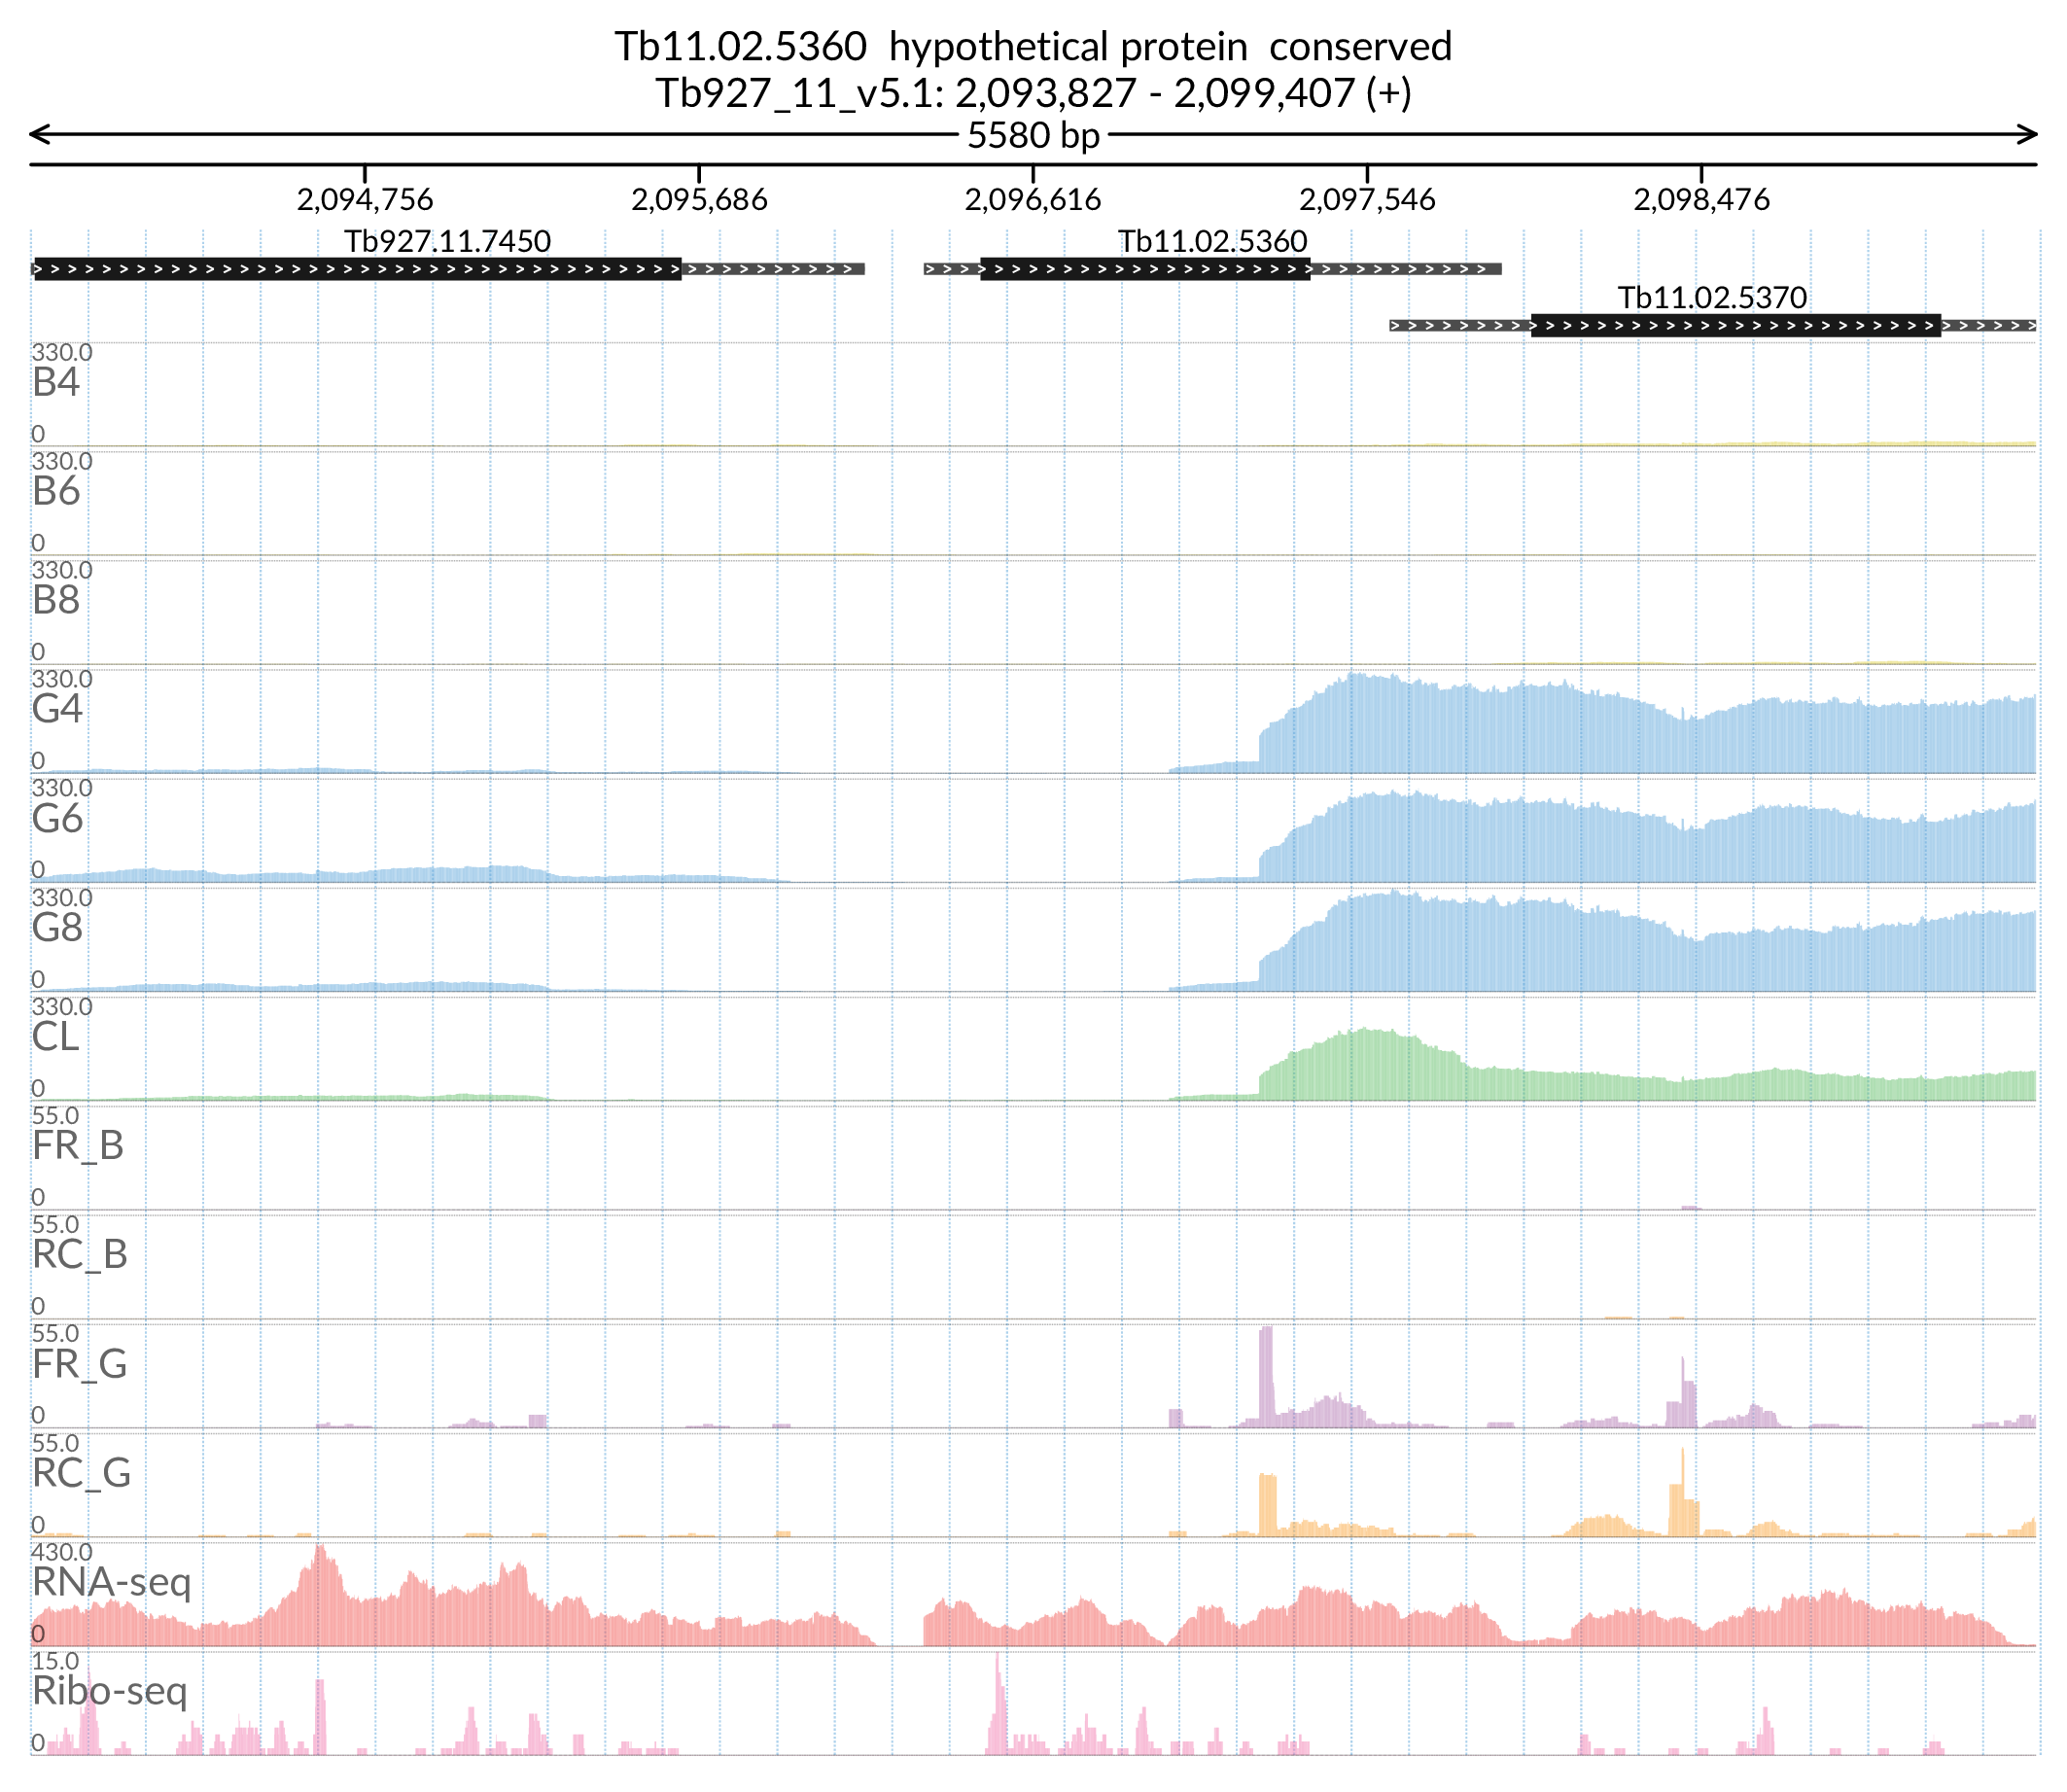 Tb11.02.5360 hypothetical protein conserved
Tb927_11_v5.1: 2,093,827 - 2,099,407 (+)
5580 bp
2,094,756 2,095,686 2,096,616 2,097,546 2,098,476
Tb927.11.7450 Tb11.02.5360
Tb11.02.5370
330.0
B4
0
330.0
B6
0
330.0
B8
0
330.0
G4
0
330.0
G6
0
330.0
G8
0
330.0
CL
0
55.0
FR_B
0
55.0
RC_B
0
55.0
FR_G
0
55.0
RC_G
0
430.0
RNA-seq
0
15.0
Ribo-seq
0